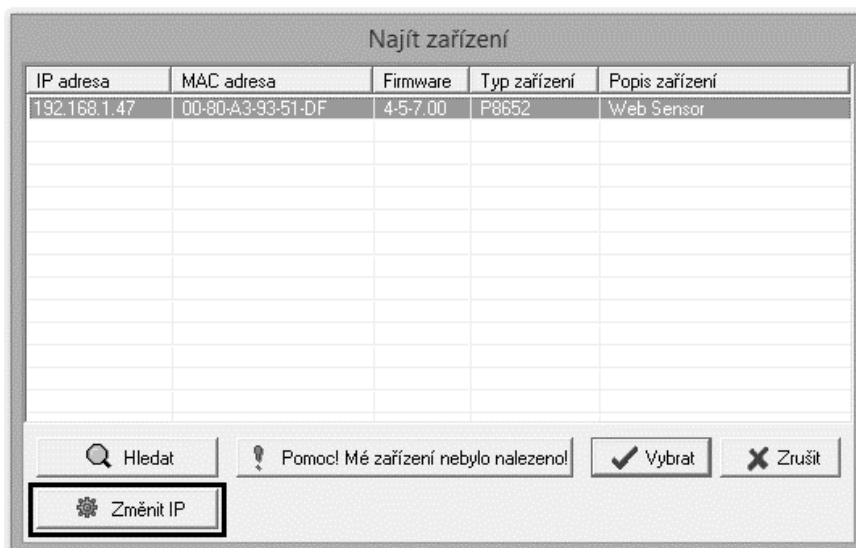 Najít zařízení
IP adresa MAC adresa Firmware Typ zařízení Popis zařízení
192.168.1.47 00-80-A3-93-51-DF 4-5-7.00 P8652 Web Sensor
Hledat Pomoc! Mé zařízení nebylo nalezeno! Vybrat Zrušit
Změnit IP